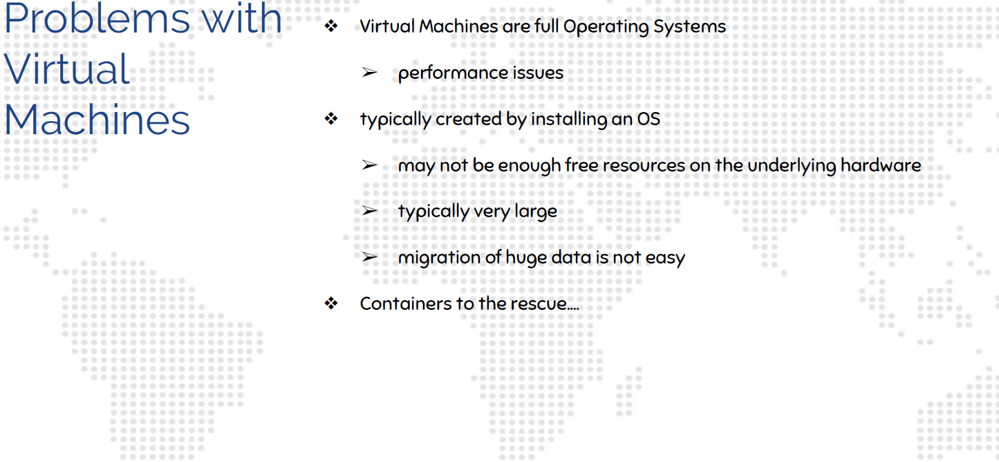 Problems with
Virtual
Machines
❖ Virtual Machines are full Operating Systems
➢ performance issues
❖ typically created by installing an OS
➢ may not be enough free resources on the underlying hardware
➢ typically very large
➢ migration of huge data is not easy
❖ Containers to the rescue....